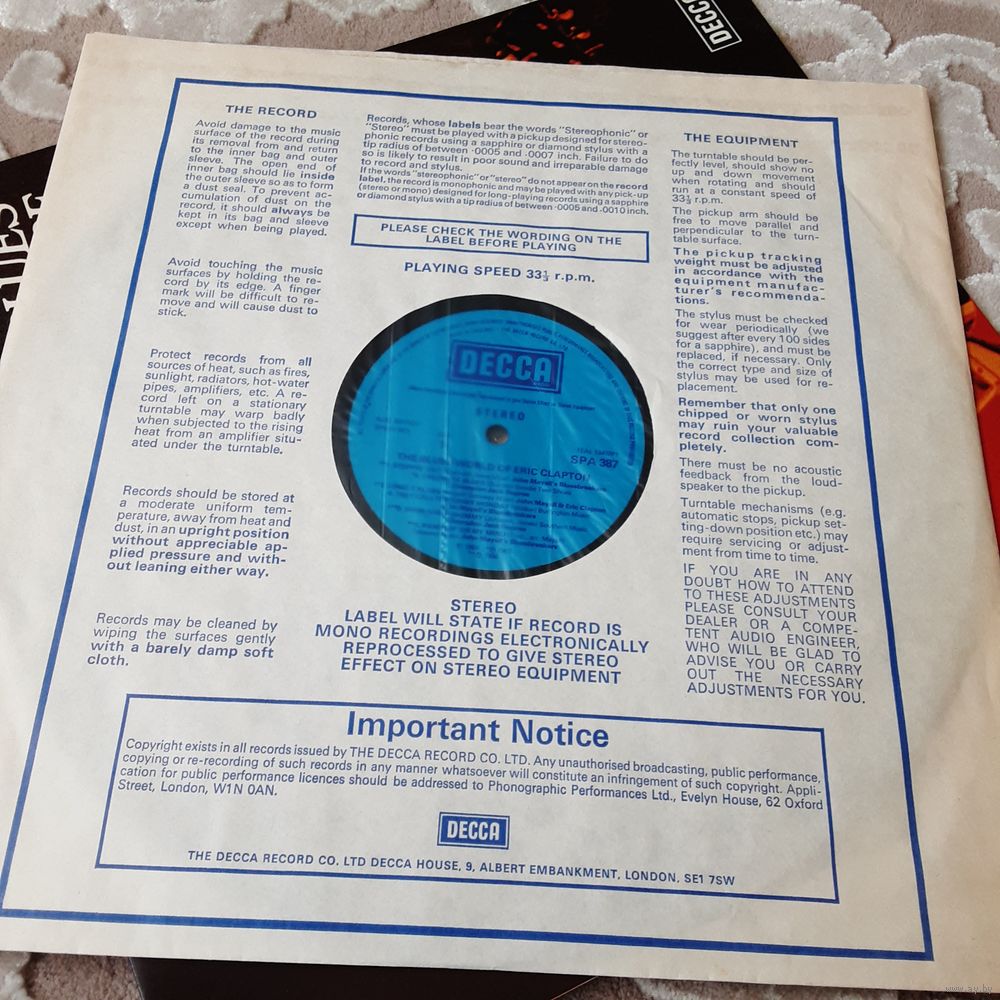 DECCA
THE RECORD
Avoid damage to the music
surface of the record during
its removal from and return
to the inner bag and outer
sleeve. The open end of
inner bag should lie inside
the outer sleeve so as to form
a dust seal. To prevent ac-
cumulation of dust on the
record, it should always be
kept in its bag and sleeve
except when being played.
Avoid touching the music
surfaces by holding the re-
cord by its edge. A finger
mark will be difficult to re-
move and will cause dust to
stick.
Protect records from all
sources of heat, such as fires,
sunlight, radiators, hot-water
pipes, amplifiers, etc. A re-
cord left on a stationary
turntable may warp badly
when subjected to the rising
heat from an amplifier situ-
ated under the turntable.
Records should be stored at
a moderate uniform tem-
perature, away from heat and
dust, in an upright position
without appreciable ap-
plied pressure and with-
out leaning either way.
Records may be cleaned by
wiping the surfaces gently
with a barely damp soft
cloth.
Records, whose labels bear the words "Stereophonic" or
"Stereo" must be played with a pickup designed for stereo-
phonic records using a sapphire or diamond stylus with a
tip radius of between ·0005 and ·0007 inch. Failure to do
so is likely to result in poor sound and irreparable damage
to record and stylus.
If the words "stereophonic" or "stereo" do not appear on the record
label, the record is monophonic and may be played with any pick-up
(stereo or mono) designed for long-playing records using a sapphire
or diamond stylus with a tip radius of between ·0005 and ·0010 inch.
PLEASE CHECK THE WORDING ON THE
LABEL BEFORE PLAYING
PLAYING SPEED 33⅓ r.p.m.
DECCA
STEREO
SPA 387
THE BLUES WORLD OF ERIC CLAPTON
STEREO
LABEL WILL STATE IF RECORD IS
MONO RECORDINGS ELECTRONICALLY
REPROCESSED TO GIVE STEREO
EFFECT ON STEREO EQUIPMENT
THE EQUIPMENT
The turntable should be per-
fectly level, should show no
up and down movement
when rotating and should
run at a constant speed of
33⅓ r.p.m.
The pickup arm should be
free to move parallel and
perpendicular to the turn-
table surface.
The pickup tracking
weight must be adjusted
in accordance with the
equipment manufac-
turer's recommenda-
tions.
The stylus must be checked
for wear periodically (we
suggest after every 100 sides
for a sapphire), and must be
replaced, if necessary. Only
the correct type and size of
stylus may be used for re-
placement.
Remember that only one
chipped or worn stylus
may ruin your valuable
record collection com-
pletely.
There must be no acoustic
feedback from the loud-
speaker to the pickup.
Turntable mechanisms (e.g.
automatic stops, pickup set-
ting-down position etc.) may
require servicing or adjust-
ment from time to time.
IF YOU ARE IN ANY
DOUBT HOW TO ATTEND
TO THESE ADJUSTMENTS
PLEASE CONSULT YOUR
DEALER OR A COMPE-
TENT AUDIO ENGINEER,
WHO WILL BE GLAD TO
ADVISE YOU OR CARRY
OUT THE NECESSARY
ADJUSTMENTS FOR YOU.
Important Notice
Copyright exists in all records issued by THE DECCA RECORD CO. LTD. Any unauthorised broadcasting, public performance,
copying or re-recording of such records in any manner whatsoever will constitute an infringement of such copyright. Appli-
cation for public performance licences should be addressed to Phonographic Performances Ltd., Evelyn House, 62 Oxford
Street, London, W1N 0AN.
DECCA
THE DECCA RECORD CO. LTD DECCA HOUSE, 9, ALBERT EMBANKMENT, LONDON, SE1 7SW
www.ay.by